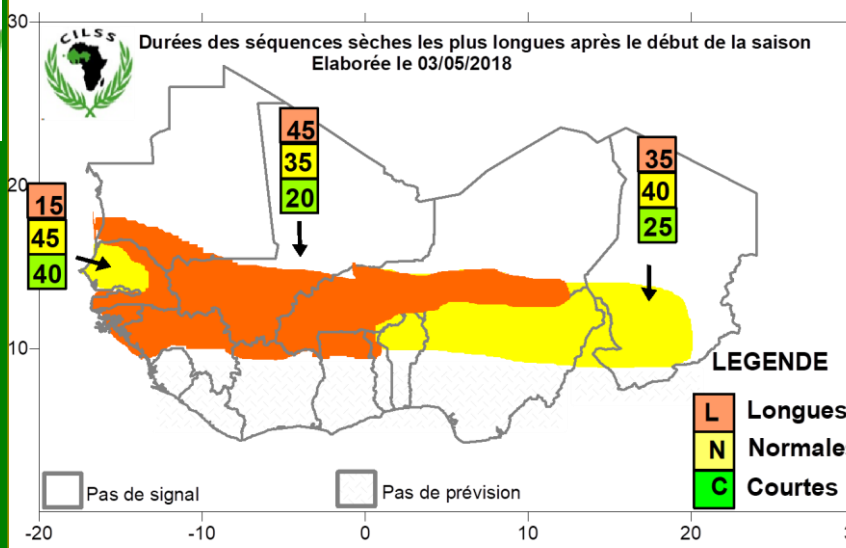 30
CILSS
Durées des séquences sèches les plus longues après le début de la saison
Elaborée le 03/05/2018
45
35
20
35
40
25
20
15
45
40
10
LEGENDE
L Longues
N Normale
C Courtes
Pas de signal
Pas de prévision
-20 -10 0 10 20